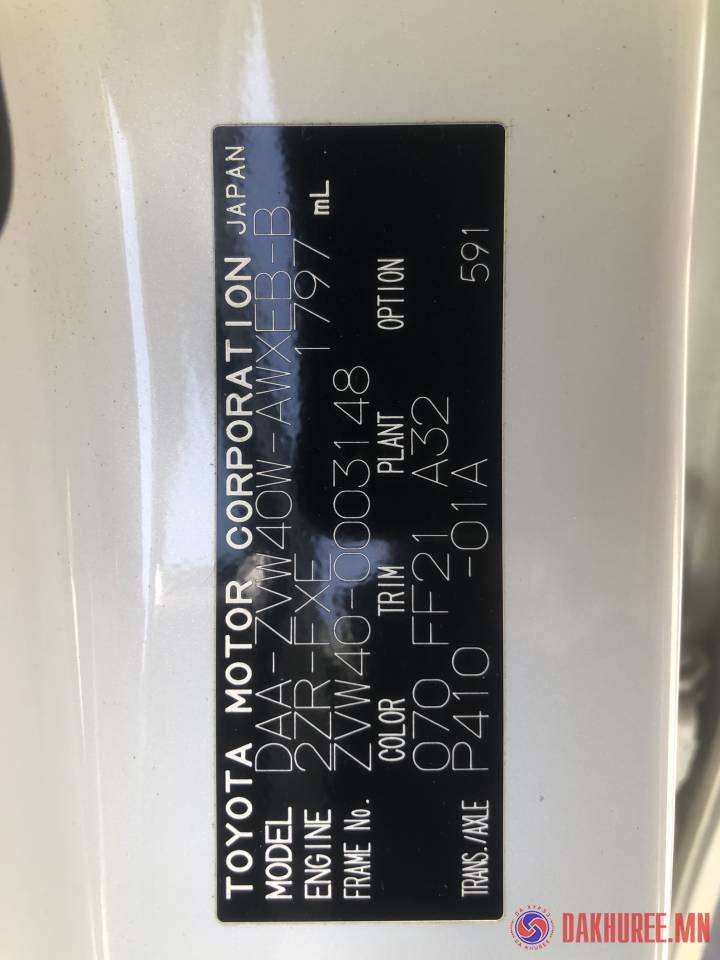 TOYOTA MOTOR CORPORATION JAPAN
MODEL DAA-ZVW40W-AWXEB-B
ENGINE 2ZR-FXE 1797 mL
FRAME No. ZVW40-0003148
COLOR TRIM PLANT OPTION
070 FF21 A32
TRANS./AXLE P410 -01A 591
DAKHUREE.MN